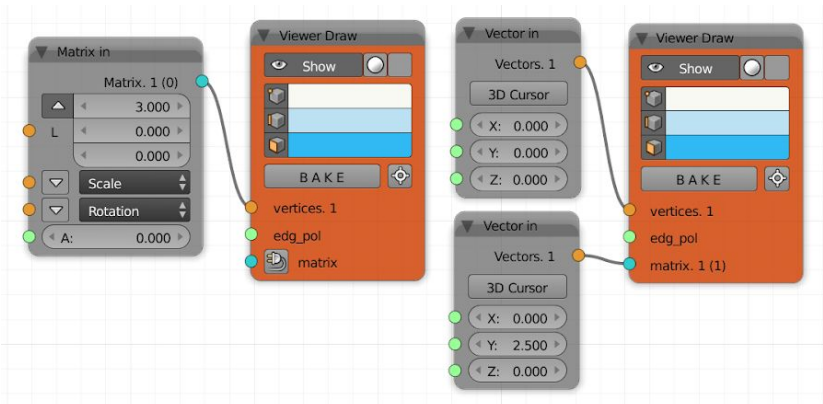 Matrix in
Matrix. 1 (0)
3.000
L 0.000
0.000
Scale
Rotation
A: 0.000
Viewer Draw
Show
BAKE
vertices. 1
edg_pol
matrix
Vector in
Vectors. 1
3D Cursor
X: 0.000
Y: 0.000
Z: 0.000
Vector in
Vectors. 1
3D Cursor
X: 0.000
Y: 2.500
Z: 0.000
Viewer Draw
Show
BAKE
vertices. 1
edg_pol
matrix. 1 (1)